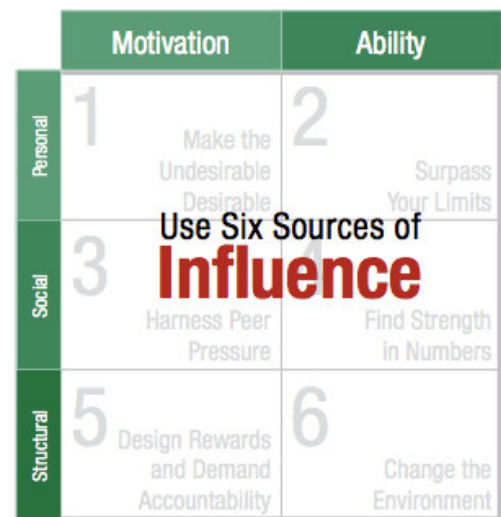 Motivation Ability
Personal
1
Make the
Undesirable
Desirable
2
Surpass
Your Limits
Use Six Sources of
Influence
Social
3
Harness Peer
Pressure
4
Find Strength
in Numbers
Structural
5
Design Rewards
and Demand
Accountability
6
Change the
Environment